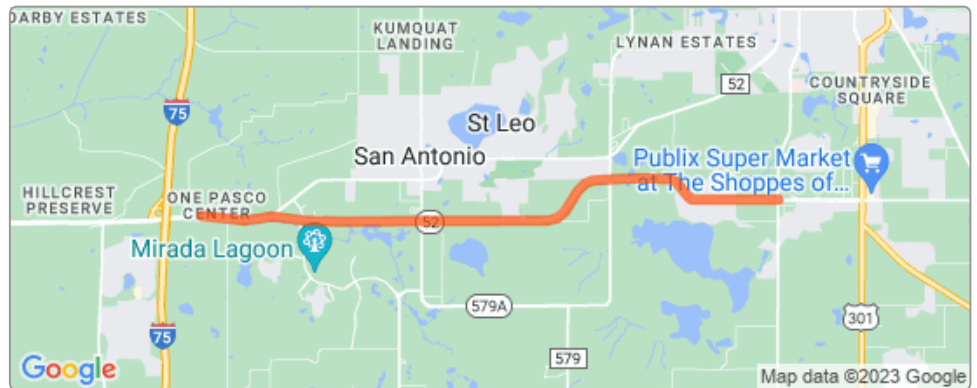 DARBY ESTATES
KUMQUAT
LANDING
LYNAN ESTATES
52
COUNTRYSIDE
SQUARE
75
St Leo
San Antonio
Publix Super Market
at The Shoppes of...
HILLCREST
PRESERVE
ONE PASCO
CENTER
52
Mirada Lagoon
579A
301
75
579
Google
Map data ©2023 Google